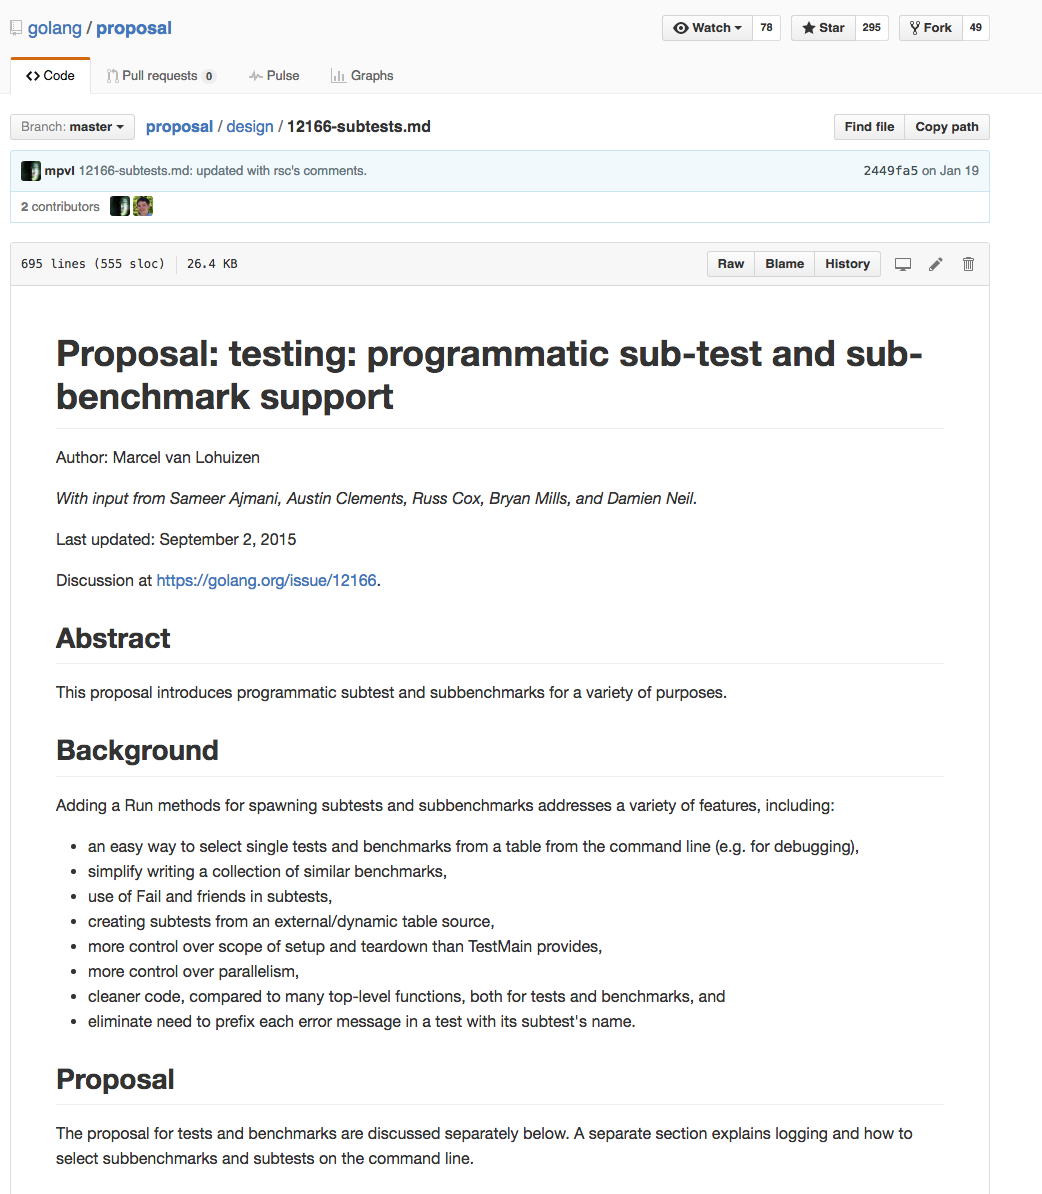 golang / proposal
Watch 78 Star 295 Fork 49
Code Pull requests 0 Pulse Graphs
Branch: master proposal / design / 12166-subtests.md Find file Copy path
mpvl 12166-subtests.md: updated with rsc's comments. 2449fa5 on Jan 19
2 contributors
695 lines (555 sloc) 26.4 KB Raw Blame History
Proposal: testing: programmatic sub-test and sub-
benchmark support
Author: Marcel van Lohuizen
With input from Sameer Ajmani, Austin Clements, Russ Cox, Bryan Mills, and Damien Neil.
Last updated: September 2, 2015
Discussion at https://golang.org/issue/12166.
Abstract
This proposal introduces programmatic subtest and subbenchmarks for a variety of purposes.
Background
Adding a Run methods for spawning subtests and subbenchmarks addresses a variety of features, including:
• an easy way to select single tests and benchmarks from a table from the command line (e.g. for debugging),
• simplify writing a collection of similar benchmarks,
• use of Fail and friends in subtests,
• creating subtests from an external/dynamic table source,
• more control over scope of setup and teardown than TestMain provides,
• more control over parallelism,
• cleaner code, compared to many top-level functions, both for tests and benchmarks, and
• eliminate need to prefix each error message in a test with its subtest's name.
Proposal
The proposal for tests and benchmarks are discussed separately below. A separate section explains logging and how to
select subbenchmarks and subtests on the command line.